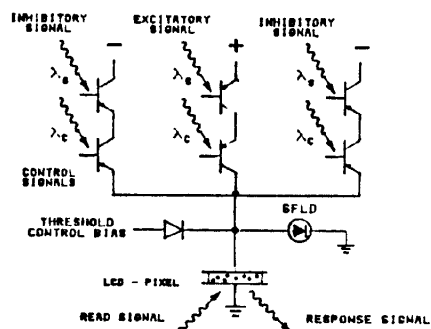 INHIBITORY SIGNAL
EXCITATORY SIGNAL
INHIBITORY SIGNAL
− + −
λs λs λs
λc λc λc
CONTROL SIGNALS
THRESHOLD CONTROL BIAS
GFLD
LCD - PIXEL
READ SIGNAL
RESPONSE SIGNAL